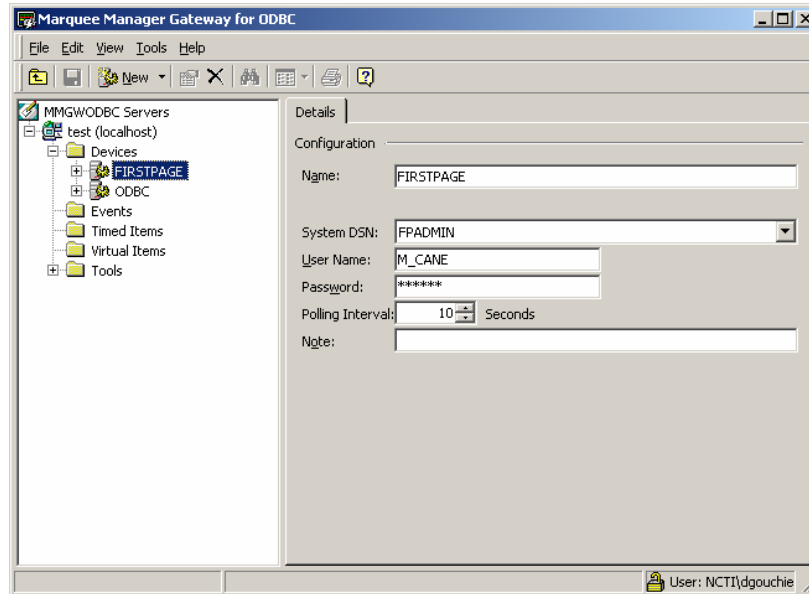 Marquee Manager Gateway for ODBC
File Edit View Tools Help
New
MMGWODBC Servers
test (localhost)
Devices
FIRSTPAGE
ODBC
Events
Timed Items
Virtual Items
Tools
Details
Configuration
Name: FIRSTPAGE
System DSN: FPADMIN
User Name: M_CANE
Password: ******
Polling Interval: 10 Seconds
Note:
User: NCTI\dgouchie